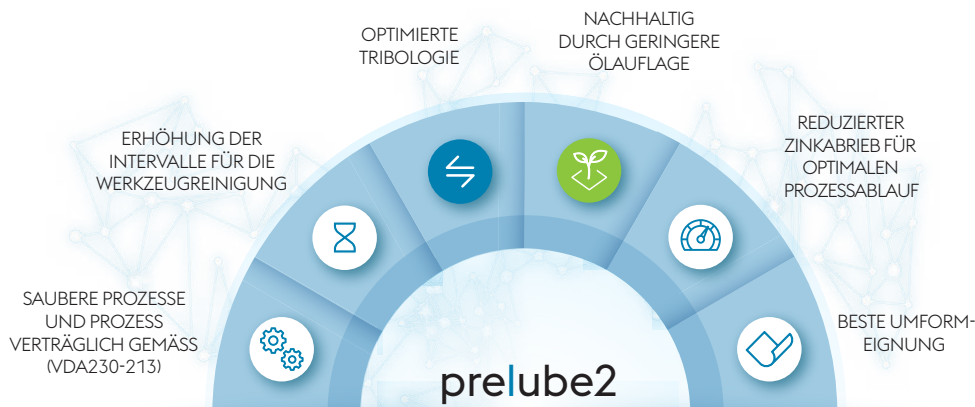 OPTIMIERTE
TRIBOLOGIE
NACHHALTIG
DURCH GERINGERE
ÖLAUFLAGE
ERHÖHUNG DER
INTERVALLE FÜR DIE
WERKZEUGREINIGUNG
REDUZIERTER
ZINKABRIEB FÜR
OPTIMALEN
PROZESSABLAUF
SAUBERE PROZESSE
UND PROZESS
VERTRÄGLICH GEMÄSS
(VDA230-213)
BESTE UMFORM-
EIGNUNG
prelube2